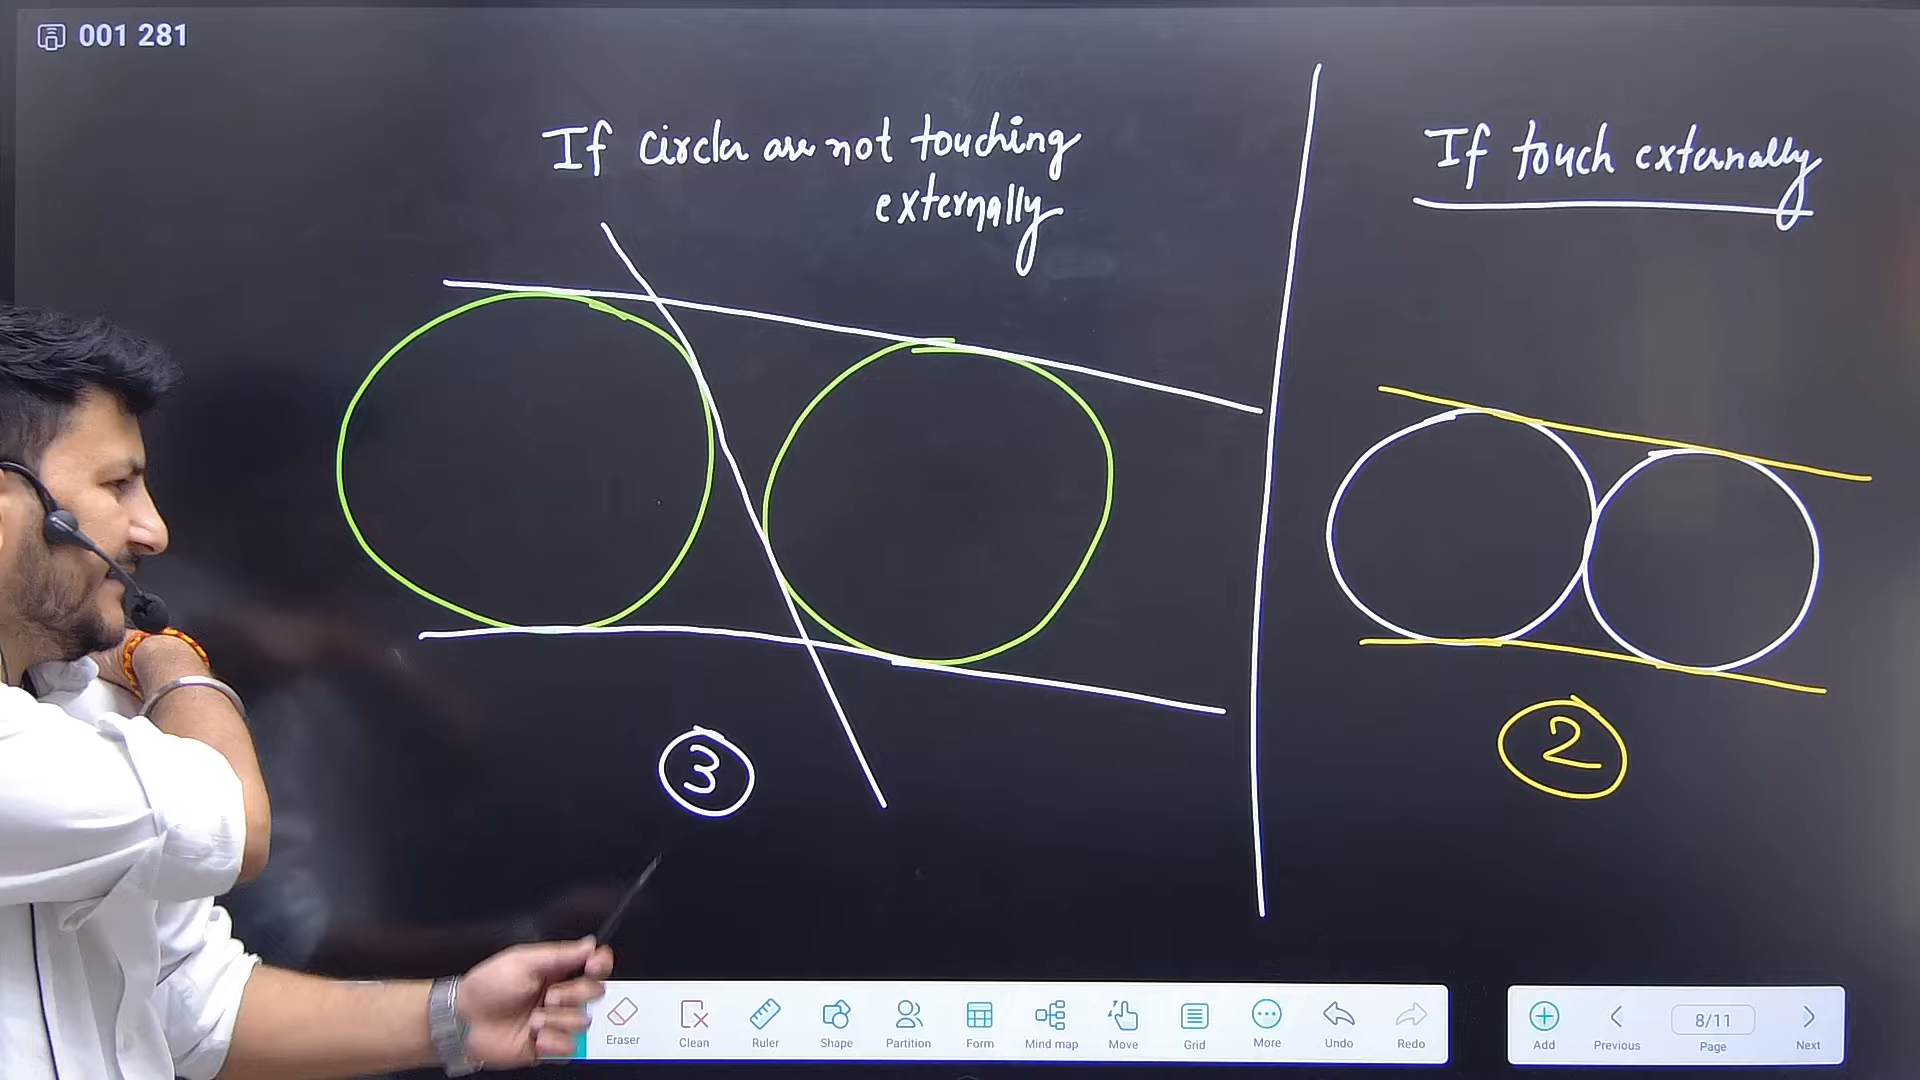 001 281
If circles are not touching
externally
If touch externally
3
2
Eraser
Clean
Ruler
Shape
Partition
Form
Mind map
Move
Grid
More
Undo
Redo
Add
Previous
8/11
Page
Next